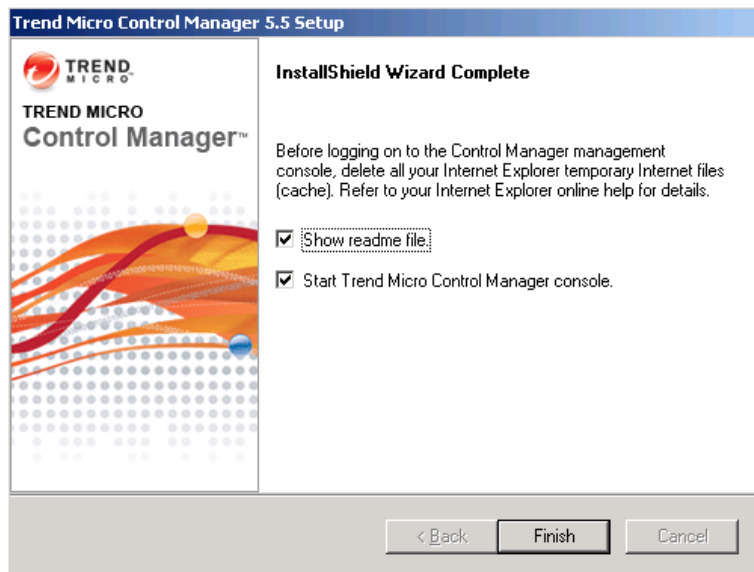 Trend Micro Control Manager 5.5 Setup
TREND
MICRO™
TREND MICRO
Control Manager™
InstallShield Wizard Complete
Before logging on to the Control Manager management
console, delete all your Internet Explorer temporary Internet files
(cache). Refer to your Internet Explorer online help for details.
Show readme file.
Start Trend Micro Control Manager console.
< Back
Finish
Cancel